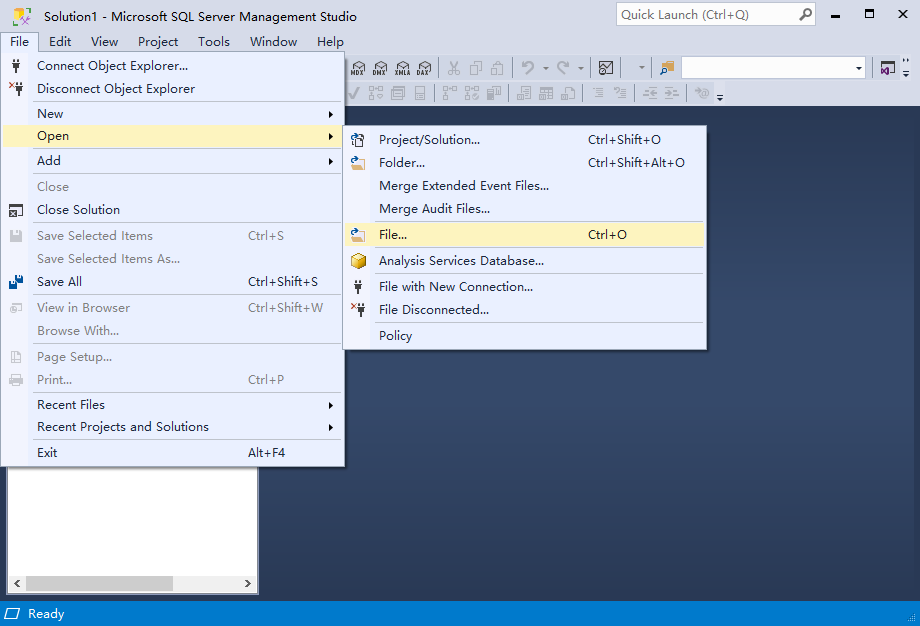 Solution1 - Microsoft SQL Server Management Studio
Quick Launch (Ctrl+Q)
File Edit View Project Tools Window Help
MDX DMX XMLA DAX
Connect Object Explorer...
Disconnect Object Explorer
New
Open
Add
Close
Close Solution
Save Selected Items Ctrl+S
Save Selected Items As...
Save All Ctrl+Shift+S
View in Browser Ctrl+Shift+W
Browse With...
Page Setup...
Print... Ctrl+P
Recent Files
Recent Projects and Solutions
Exit Alt+F4
Project/Solution... Ctrl+Shift+O
Folder... Ctrl+Shift+Alt+O
Merge Extended Event Files...
Merge Audit Files...
File... Ctrl+O
Analysis Services Database...
File with New Connection...
File Disconnected...
Policy
Ready